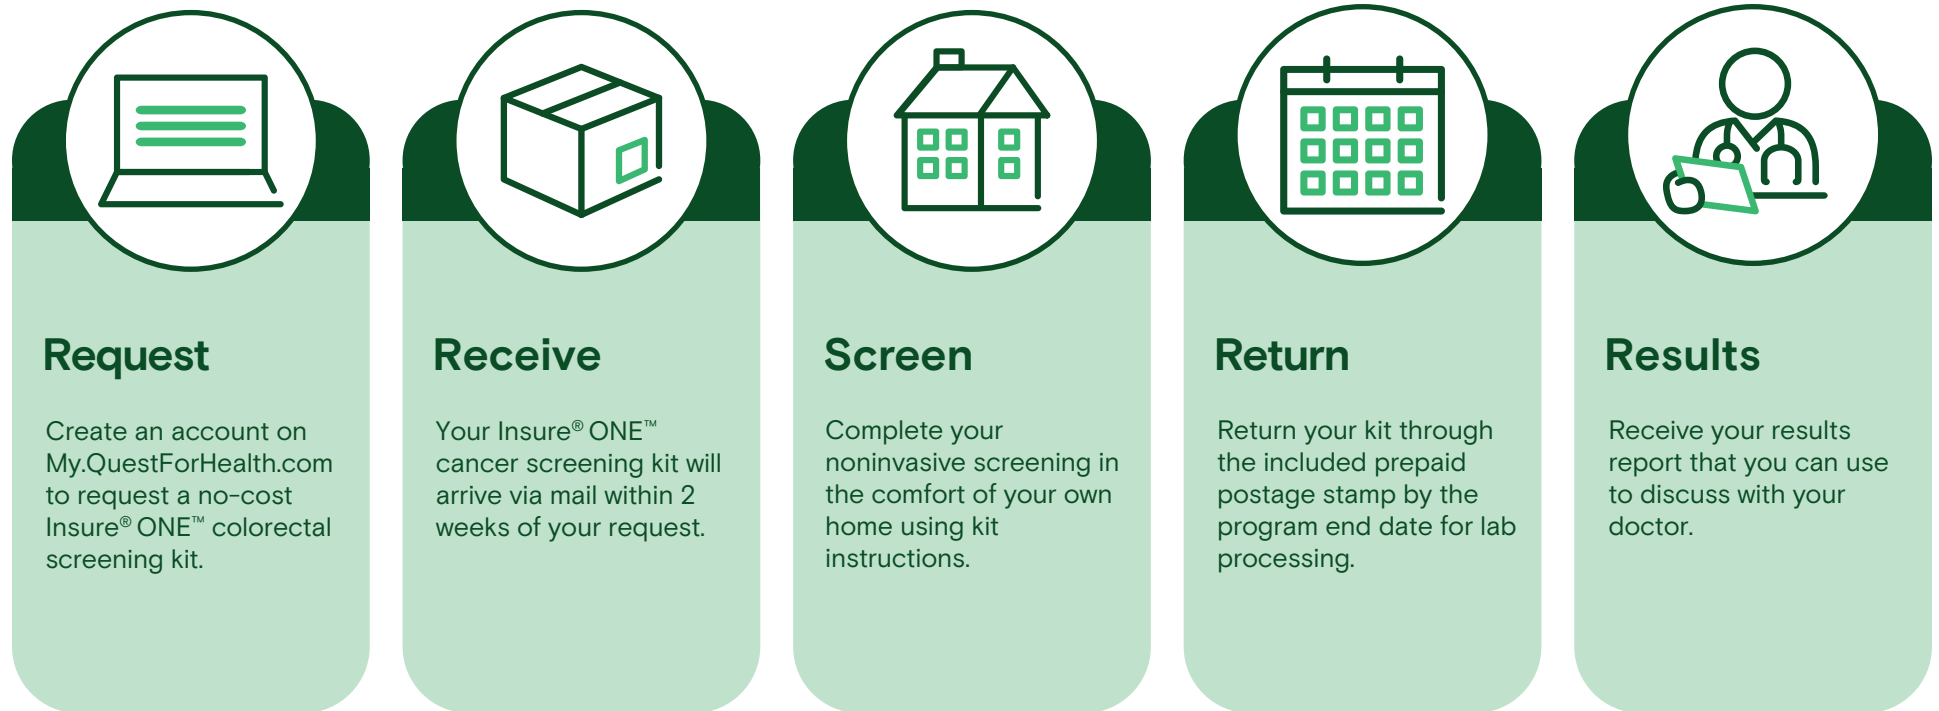 Request
Create an account on
My.QuestForHealth.com
to request a no-cost
Insure® ONE™ colorectal
screening kit.
Receive
Your Insure® ONE™
cancer screening kit will
arrive via mail within 2
weeks of your request.
Screen
Complete your
noninvasive screening in
the comfort of your own
home using kit
instructions.
Return
Return your kit through
the included prepaid
postage stamp by the
program end date for lab
processing.
Results
Receive your results
report that you can use
to discuss with your
doctor.